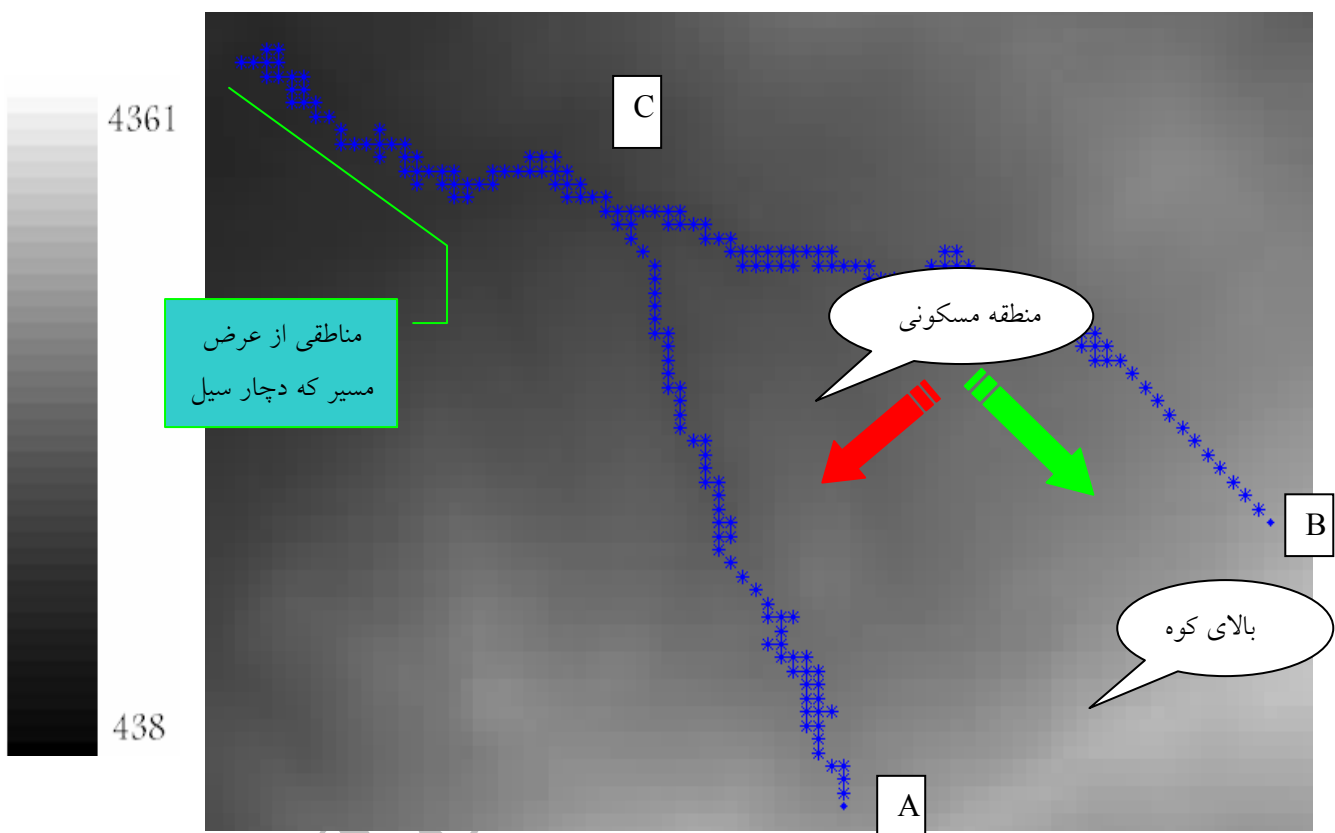 4361
438
C
منطقه مسکونی
مناطقی از عرض
مسیر که دچار سیل
B
بالای کوه
A